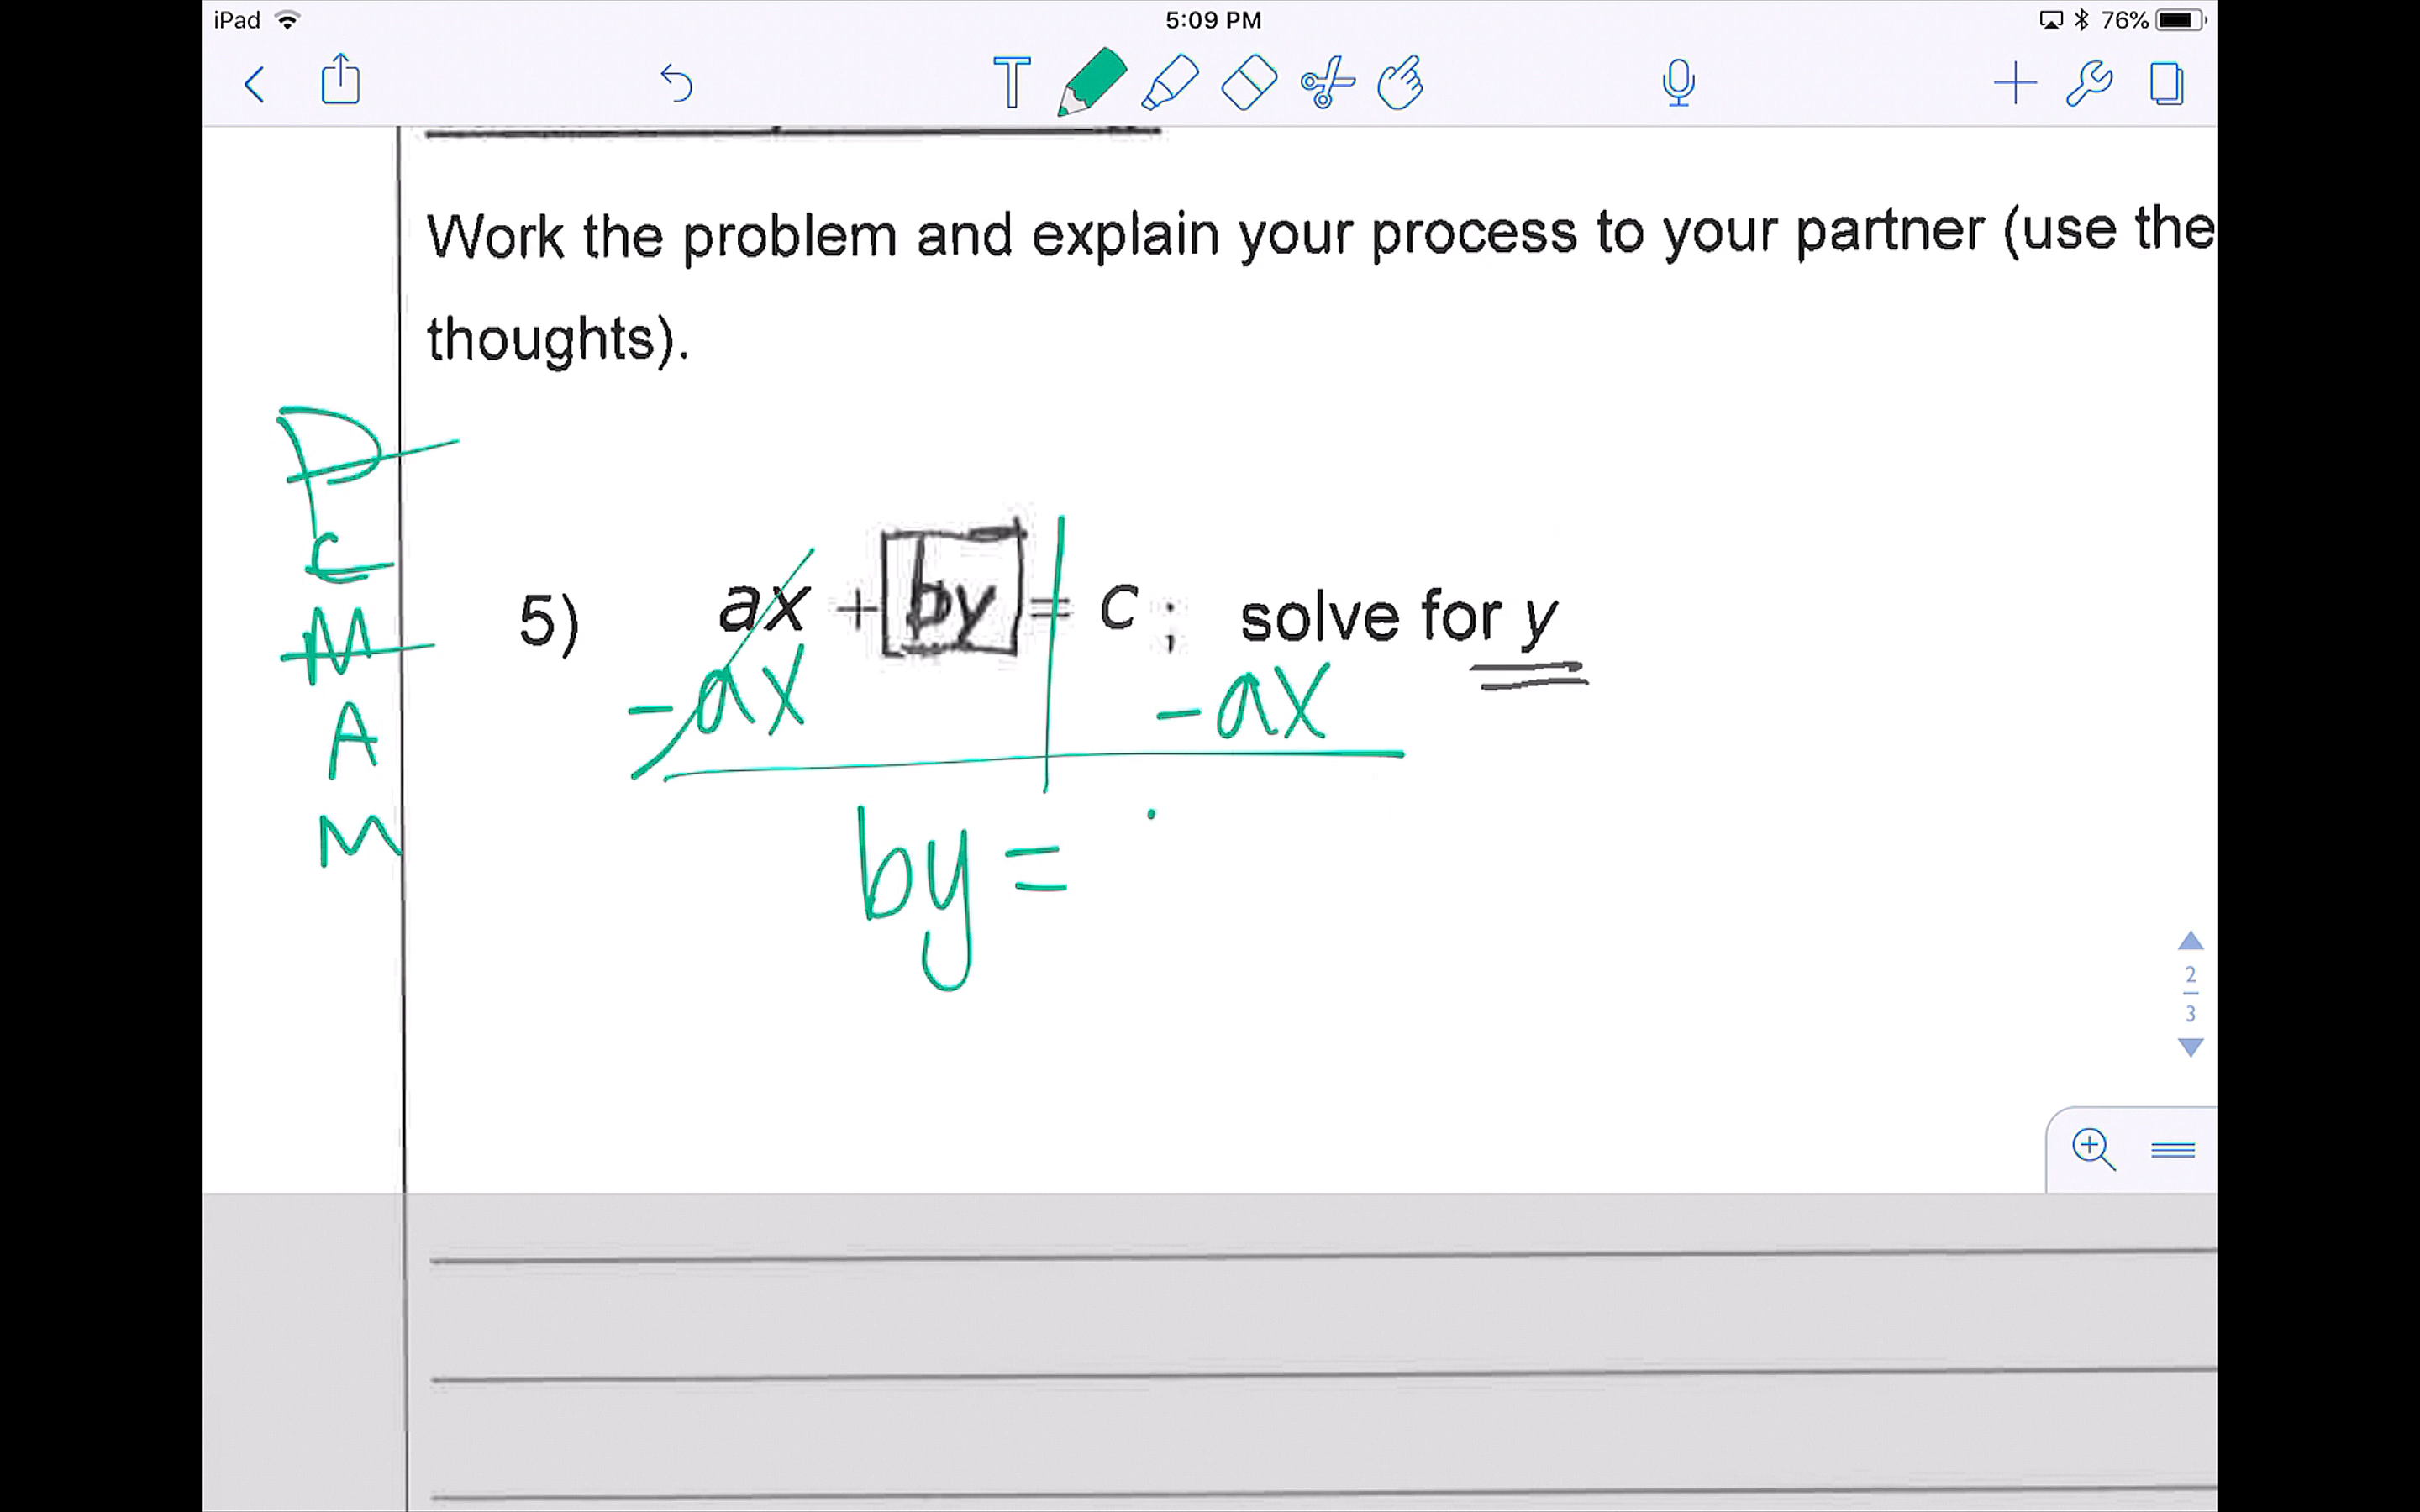 iPad 5:09 PM 76%
T
Work the problem and explain your process to your partner (use the
thoughts).
P
E
M
A
M
5) ax + by = c ; solve for y
-ax -ax
by =
2
3